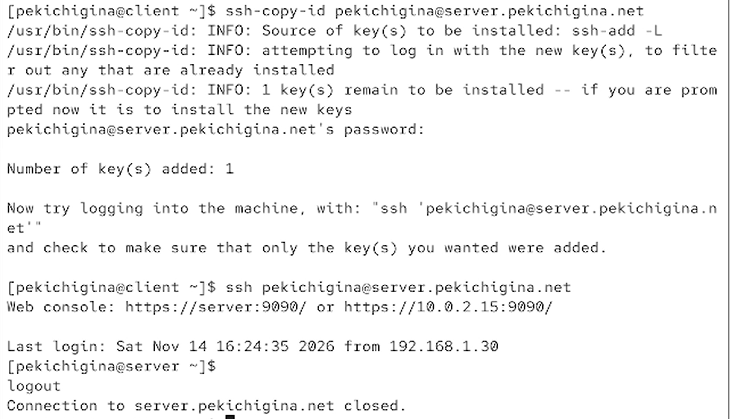 [pekichigina@client ~]$ ssh-copy-id pekichigina@server.pekichigina.net
/usr/bin/ssh-copy-id: INFO: Source of key(s) to be installed: ssh-add -L
/usr/bin/ssh-copy-id: INFO: attempting to log in with the new key(s), to filte
r out any that are already installed
/usr/bin/ssh-copy-id: INFO: 1 key(s) remain to be installed -- if you are prom
pted now it is to install the new keys
pekichigina@server.pekichigina.net's password:
Number of key(s) added: 1
Now try logging into the machine, with: "ssh 'pekichigina@server.pekichigina.n
et'"
and check to make sure that only the key(s) you wanted were added.
[pekichigina@client ~]$ ssh pekichigina@server.pekichigina.net
Web console: https://server:9090/ or https://10.0.2.15:9090/
Last login: Sat Nov 14 16:24:35 2026 from 192.168.1.30
[pekichigina@server ~]$
logout
Connection to server.pekichigina.net closed.